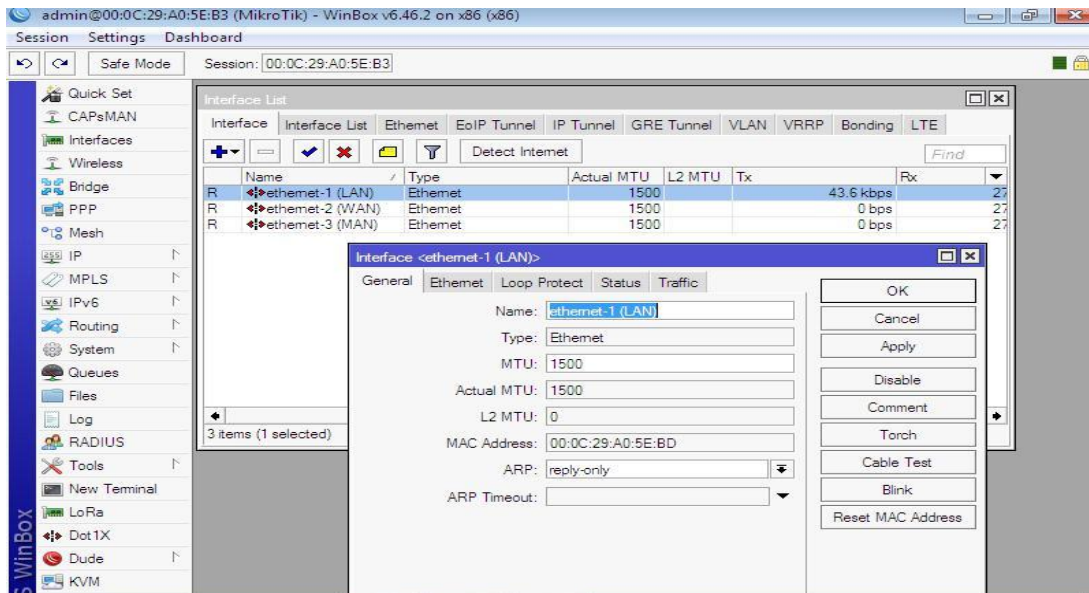 admin@00:0C:29:A0:5E:B3 (MikroTik) - WinBox v6.46.2 on x86 (x86)
Session Settings Dashboard
Safe Mode Session: 00:0C:29:A0:5E:B3
Quick Set
CAPsMAN
Interfaces
Wireless
Bridge
PPP
Mesh
IP
MPLS
IPv6
Routing
System
Queues
Files
Log
RADIUS
Tools
New Terminal
LoRa
Dot1X
Dude
KVM
S WinBox
Interface List
Interface Interface List Ethernet EoIP Tunnel IP Tunnel GRE Tunnel VLAN VRRP Bonding LTE
Detect Internet Find
Name / Type Actual MTU L2 MTU Tx Rx
R ethernet-1 (LAN) Ethernet 1500 43.6 kbps 27
R ethernet-2 (WAN) Ethernet 1500 0 bps 27
R ethernet-3 (MAN) Ethernet 1500 0 bps 27
3 items (1 selected)
Interface <ethernet-1 (LAN)>
General Ethernet Loop Protect Status Traffic
Name: ethernet-1 (LAN)
Type: Ethernet
MTU: 1500
Actual MTU: 1500
L2 MTU: 0
MAC Address: 00:0C:29:A0:5E:BD
ARP: reply-only
ARP Timeout:
OK
Cancel
Apply
Disable
Comment
Torch
Cable Test
Blink
Reset MAC Address